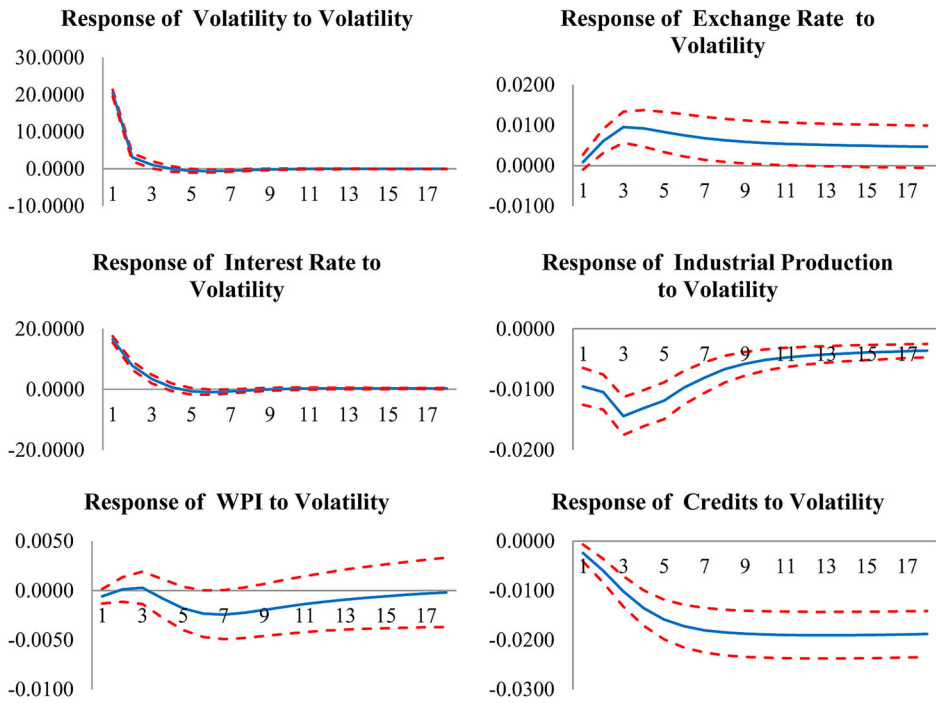 Response of Volatility to Volatility
30.0000
20.0000
10.0000
0.0000
-10.0000
1 3 5 7 9 11 13 15 17
Response of Exchange Rate to
Volatility
0.0200
0.0100
0.0000
-0.0100
1 3 5 7 9 11 13 15 17
Response of Interest Rate to
Volatility
20.0000
0.0000
-20.0000
1 3 5 7 9 11 13 15 17
Response of Industrial Production
to Volatility
0.0000
-0.0100
-0.0200
1 3 5 7 9 11 13 15 17
Response of WPI to Volatility
0.0050
0.0000
-0.0050
-0.0100
1 3 5 7 9 11 13 15 17
Response of Credits to Volatility
0.0000
-0.0100
-0.0200
-0.0300
1 3 5 7 9 11 13 15 17